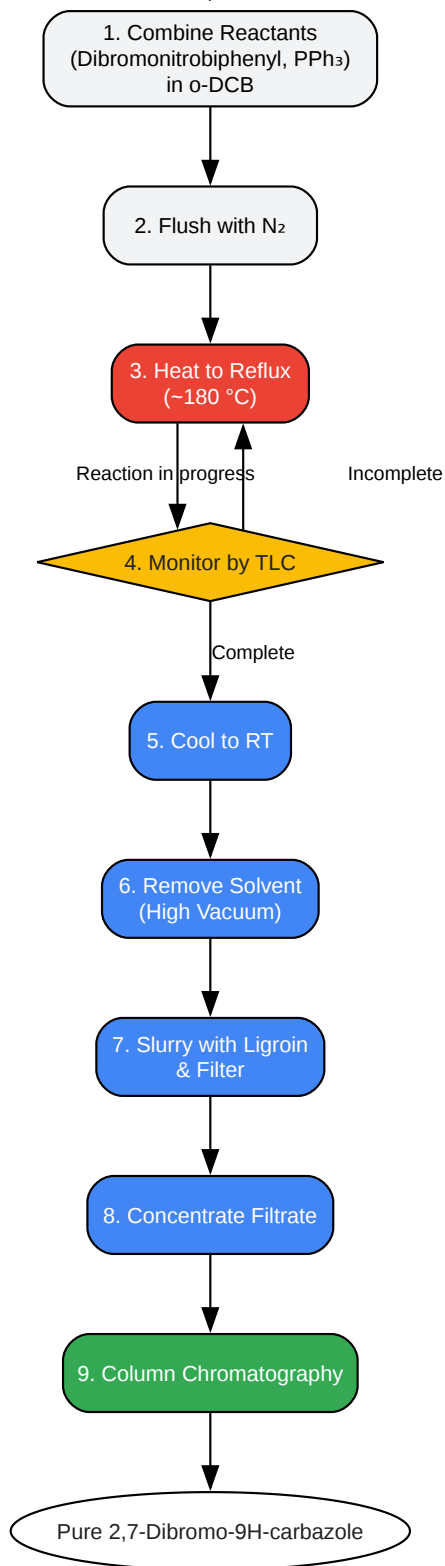 1. Combine Reactants
(Dibromonitrobiphenyl, PPh₃)
in o-DCB
2. Flush with N₂
3. Heat to Reflux
(~180 °C)
Reaction in progress
Incomplete
4. Monitor by TLC
Complete
5. Cool to RT
6. Remove Solvent
(High Vacuum)
7. Slurry with Ligroin
& Filter
8. Concentrate Filtrate
9. Column Chromatography
Pure 2,7-Dibromo-9H-carbazole